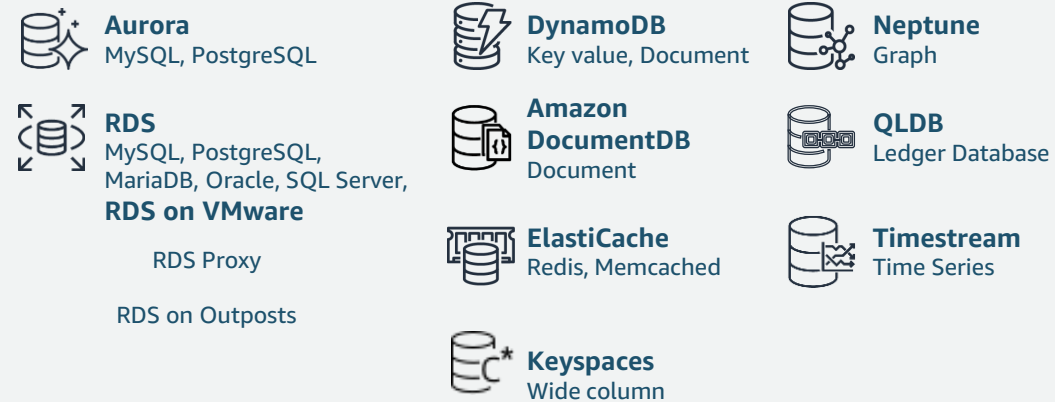 Aurora
MySQL, PostgreSQL
RDS
MySQL, PostgreSQL,
MariaDB, Oracle, SQL Server,
RDS on VMware
RDS Proxy
RDS on Outposts
DynamoDB
Key value, Document
Amazon
DocumentDB
Document
ElastiCache
Redis, Memcached
C*
Keyspaces
Wide column
Neptune
Graph
QLDB
Ledger Database
Timestream
Time Series